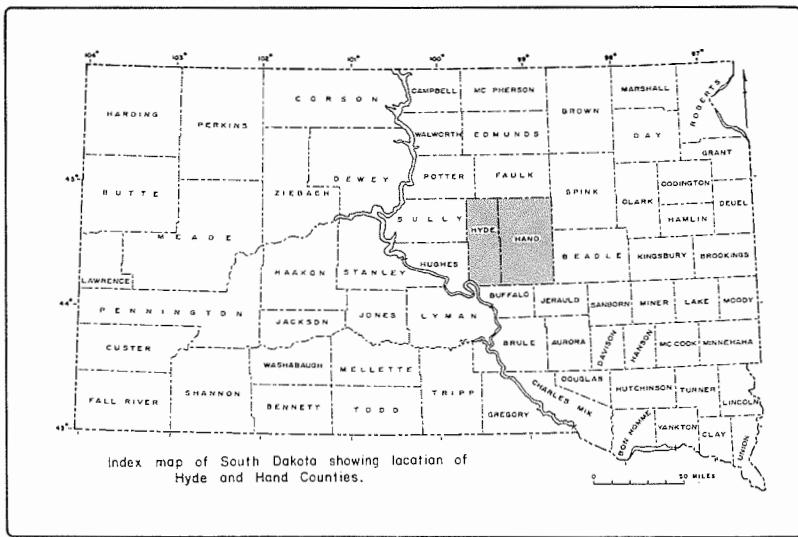 104° 103° 102° 101° 100° 99° 98° 97°
HARDING
PERKINS
CORSON
CAMPBELL
MC PHERSON
BROWN
MARSHALL
ROBERTS
WALWORTH
EDMUNDS
DAY
GRANT
45°
BUTTE
ZIEBACH
DEWEY
POTTER
FAULK
SPINK
CLARK
CODINGTON
HAMLIN
DEUEL
MEADE
SULLY
HYDE
HAND
LAWRENCE
HAAKON
STANLEY
HUGHES
BEADLE
KINGSBURY
BROOKINGS
44°
PENNINGTON
JACKSON
JONES
LYMAN
BUFFALO
JERAULD
SANBORN
MINER
LAKE
MOODY
CUSTER
WASHABAUGH
MELLETTE
BRULE
AURORA
DAVISON
HANSON
MC COOK
MINNEHAHA
FALL RIVER
SHANNON
BENNETT
TODD
TRIPP
GREGORY
CHARLES MIX
DOUGLAS
HUTCHINSON
TURNER
LINCOLN
43°
BON HOMME
YANKTON
CLAY
UNION
Index map of South Dakota showing location of
Hyde and Hand Counties.
0 50 MILES